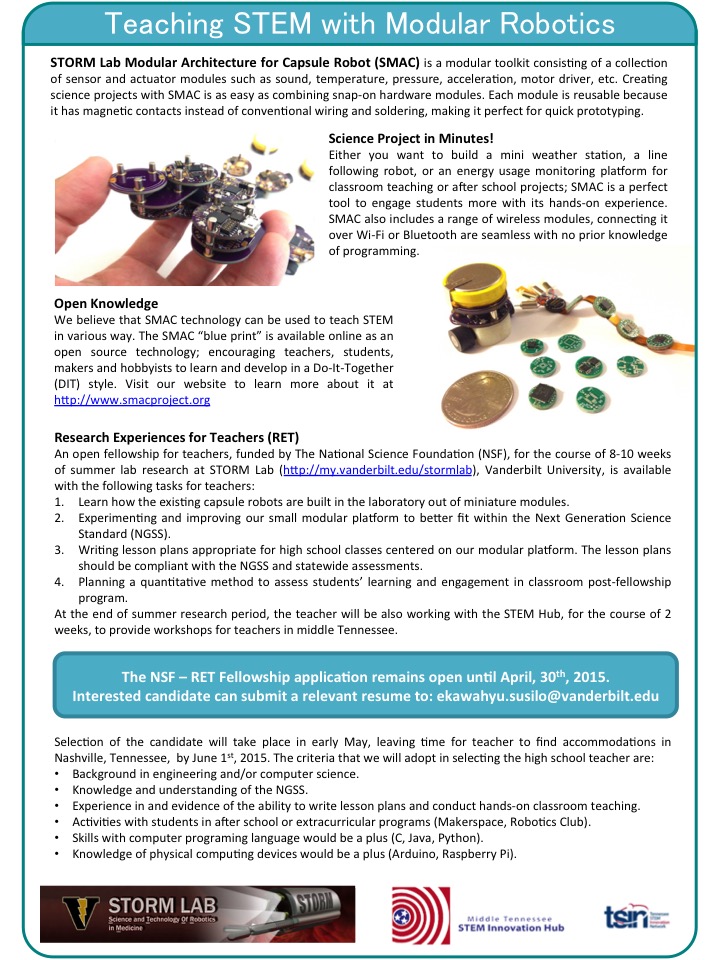 Teaching STEM with Modular Robotics
STORM Lab Modular Architecture for Capsule Robot (SMAC) is a modular toolkit consisting of a collection
of sensor and actuator modules such as sound, temperature, pressure, acceleration, motor driver, etc. Creating
science projects with SMAC is as easy as combining snap-on hardware modules. Each module is reusable because
it has magnetic contacts instead of conventional wiring and soldering, making it perfect for quick prototyping.
Science Project in Minutes!
Either you want to build a mini weather station, a line
following robot, or an energy usage monitoring platform for
classroom teaching or after school projects; SMAC is a perfect
tool to engage students more with its hands-on experience.
SMAC also includes a range of wireless modules, connecting it
over Wi-Fi or Bluetooth are seamless with no prior knowledge
of programming.
Open Knowledge
We believe that SMAC technology can be used to teach STEM
in various way. The SMAC “blue print” is available online as an
open source technology; encouraging teachers, students,
makers and hobbyists to learn and develop in a Do-It-Together
(DIT) style. Visit our website to learn more about it at
http://www.smacproject.org
Research Experiences for Teachers (RET)
An open fellowship for teachers, funded by The National Science Foundation (NSF), for the course of 8-10 weeks
of summer lab research at STORM Lab (http://my.vanderbilt.edu/stormlab), Vanderbilt University, is available
with the following tasks for teachers:
1. Learn how the existing capsule robots are built in the laboratory out of miniature modules.
2. Experimenting and improving our small modular platform to better fit within the Next Generation Science
Standard (NGSS).
3. Writing lesson plans appropriate for high school classes centered on our modular platform. The lesson plans
should be compliant with the NGSS and statewide assessments.
4. Planning a quantitative method to assess students’ learning and engagement in classroom post-fellowship
program.
At the end of summer research period, the teacher will be also working with the STEM Hub, for the course of 2
weeks, to provide workshops for teachers in middle Tennessee.
The NSF – RET Fellowship application remains open until April, 30th, 2015.
Interested candidate can submit a relevant resume to: ekawahyu.susilo@vanderbilt.edu
Selection of the candidate will take place in early May, leaving time for teacher to find accommodations in
Nashville, Tennessee, by June 1st, 2015. The criteria that we will adopt in selecting the high school teacher are:
• Background in engineering and/or computer science.
• Knowledge and understanding of the NGSS.
• Experience in and evidence of the ability to write lesson plans and conduct hands-on classroom teaching.
• Activities with students in after school or extracurricular programs (Makerspace, Robotics Club).
• Skills with computer programing language would be a plus (C, Java, Python).
• Knowledge of physical computing devices would be a plus (Arduino, Raspberry Pi).
V STORM LAB
Science and Technology Of Robotics
in Medicine
STORM
Middle Tennessee
STEM Innovation Hub
tsin
Tennessee
STEM
Innovation
Network